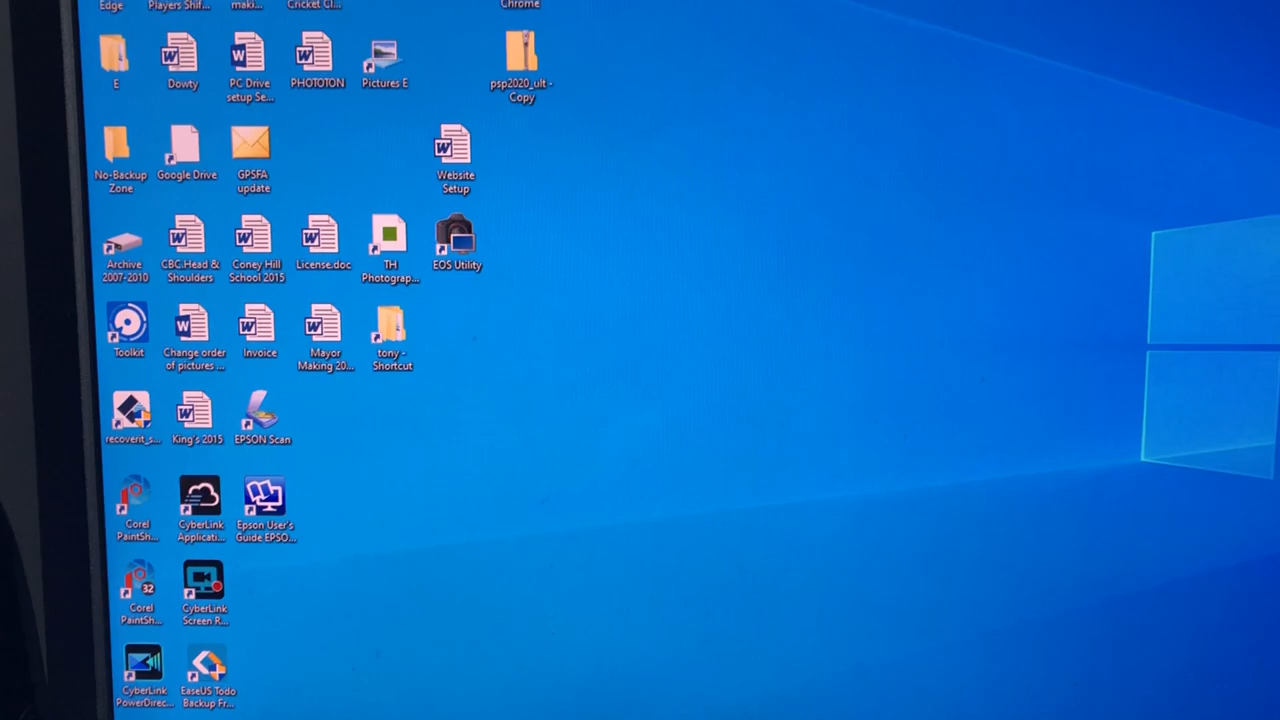 Edge
Players Shif...
maki...
Cricket Cl...
Chrome
E
Dowty
PC Drive
setup Se...
PHOTOTON
Pictures E
psp2020_ult -
Copy
No-Backup
Zone
Google Drive
GPSFA
update
Website
Setup
Archive
2007-2010
CBC.Head &
Shoulders
Coney Hill
School 2015
License.doc
TH
Photograp...
EOS Utility
Toolkit
Change order
of pictures ...
Invoice
Mayor
Making 20...
tony -
Shortcut
recoverit_s...
King's 2015
EPSON Scan
Corel
PaintSh...
CyberLink
Applicati...
Epson User's
Guide EPSO...
32
Corel
PaintSh...
CyberLink
Screen R...
CyberLink
PowerDirec...
EaseUS Todo
Backup Fr...